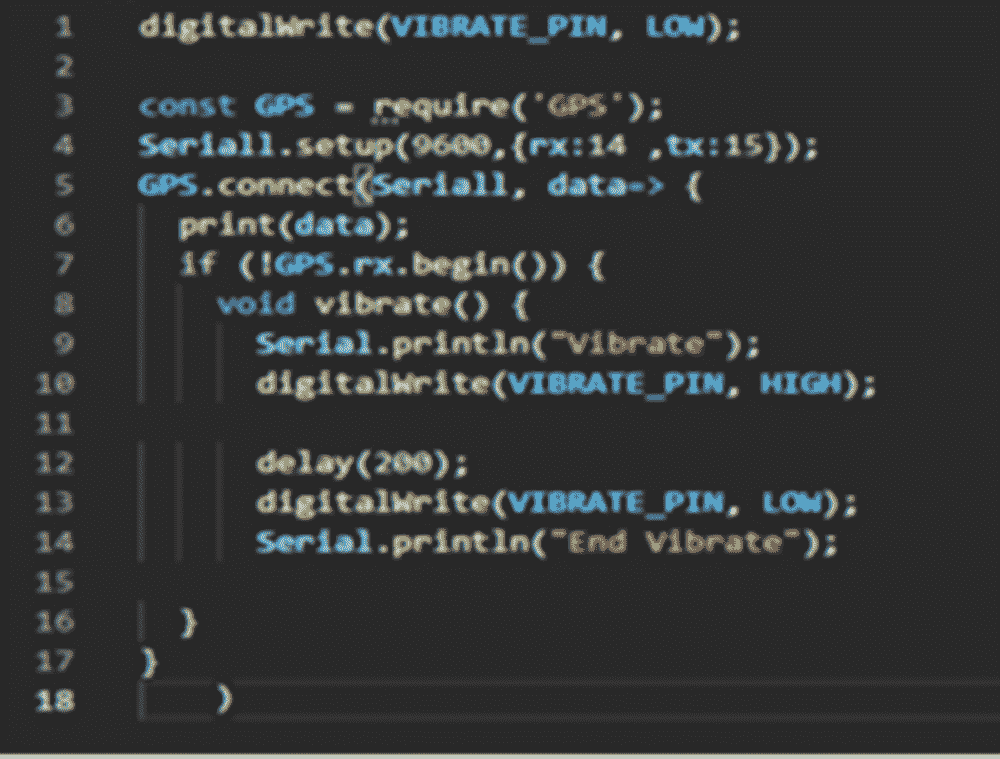 1 digitalWrite(VIBRATE_PIN, LOW);
2
3 const GPS = require('GPS');
4 Serial1.setup(9600,{rx:14 ,tx:15});
5 GPS.connect(Serial1, data=> {
6 print(data);
7 if (!GPS.rx.begin()) {
8 void vibrate() {
9 Serial.println("Vibrate");
10 digitalWrite(VIBRATE_PIN, HIGH);
11
12 delay(200);
13 digitalWrite(VIBRATE_PIN, LOW);
14 Serial.println("End Vibrate");
15
16 }
17 }
18 )